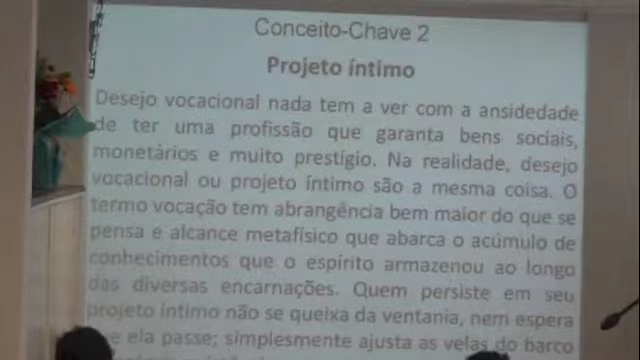 Conceito-Chave 2
Projeto íntimo
Desejo vocacional nada tem a ver com a ansidedade
de ter uma profissão que garanta bens sociais,
monetários e muito prestígio. Na realidade, desejo
vocacional ou projeto íntimo são a mesma coisa. O
termo vocação tem abrangência bem maior do que se
pensa e alcance metafísico que abarca o acúmulo de
conhecimentos que o espírito armazenou ao longo
das diversas encarnações. Quem persiste em seu
projeto íntimo não se queixa da ventania, nem espera
que ela passe; simplesmente ajusta as velas do barco